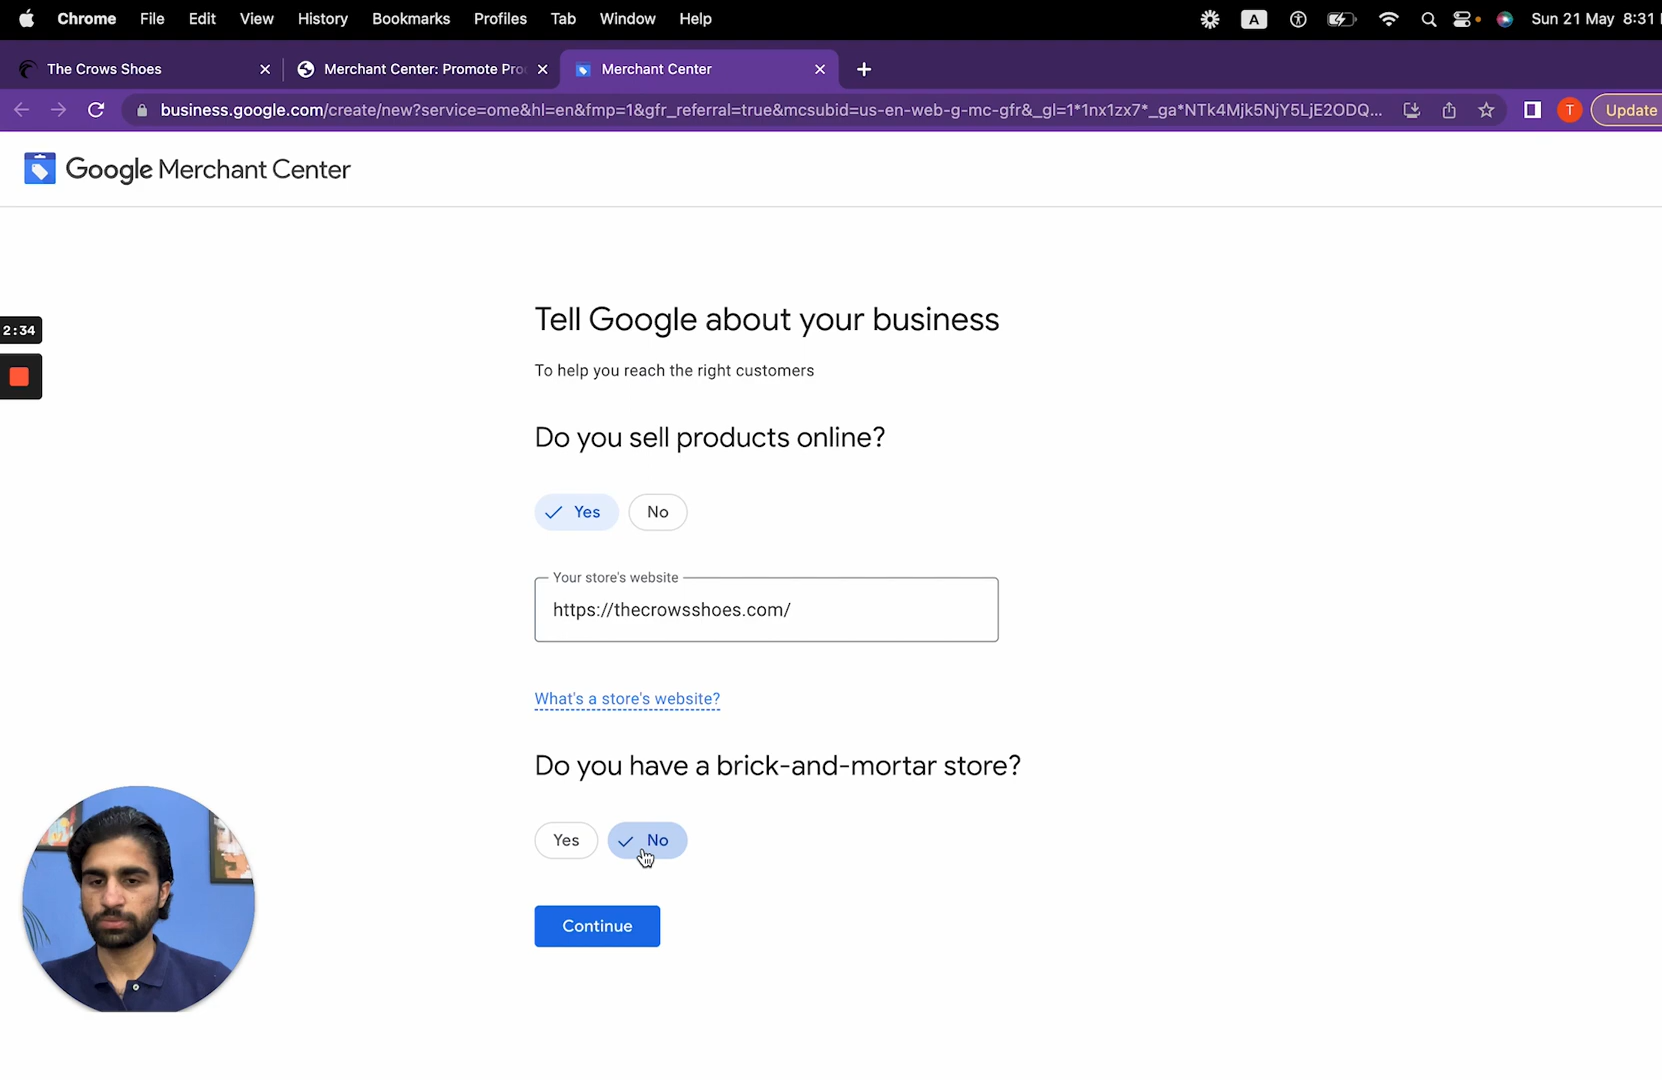 Chrome File Edit View History Bookmarks Profiles Tab Window Help A Sun 21 May 8:31
The Crows Shoes Merchant Center: Promote Pro Merchant Center
business.google.com/create/new?service=ome&hl=en&fmp=1&gfr_referral=true&mcsubid=us-en-web-g-mc-gfr&_gl=1*1nx1zx7*_ga*NTk4Mjk5NjY5LjE2ODQ... T Update
Google Merchant Center
Tell Google about your business
2:34
To help you reach the right customers
Do you sell products online?
Yes No
Your store's website
https://thecrowsshoes.com/
What's a store's website?
Do you have a brick-and-mortar store?
Yes No
Continue